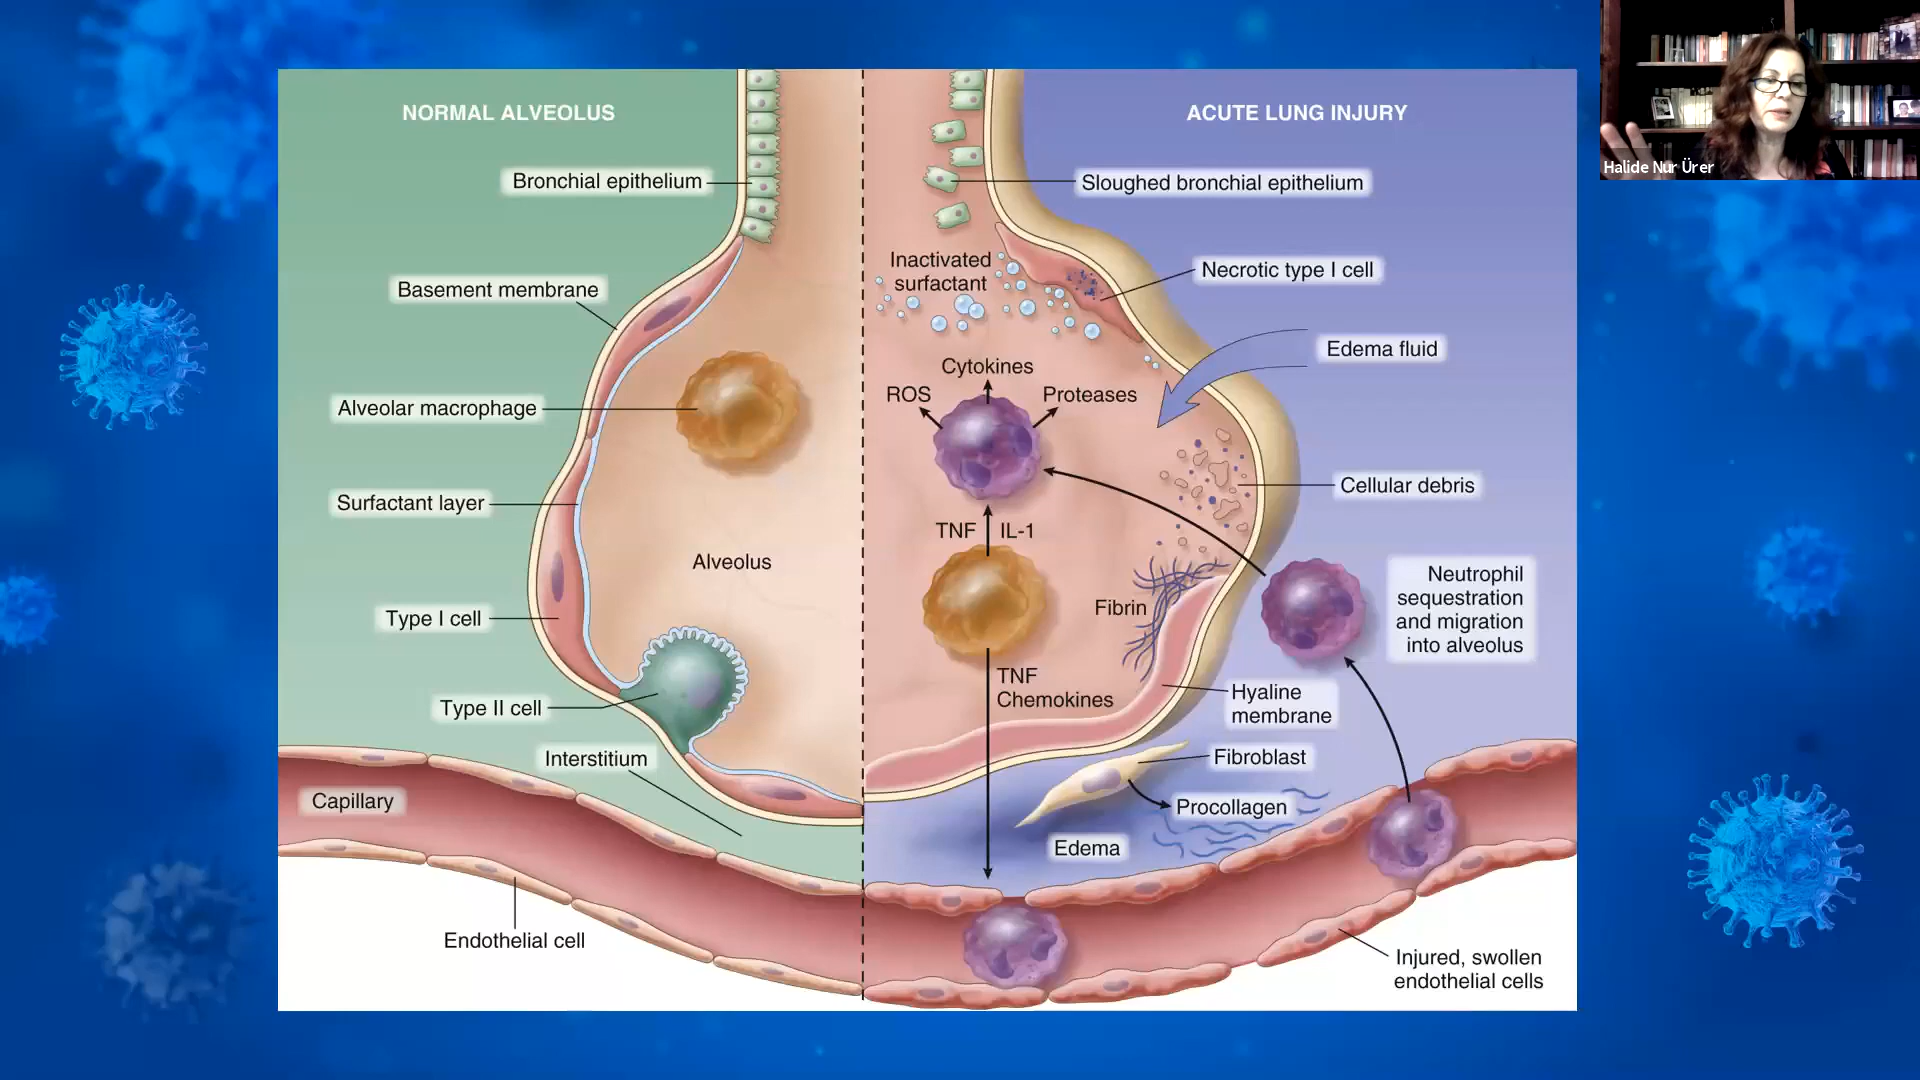 NORMAL ALVEOLUS
Bronchial epithelium
Basement membrane
Alveolar macrophage
Surfactant layer
Alveolus
Type I cell
Type II cell
Interstitium
Capillary
Endothelial cell
ACUTE LUNG INJURY
Sloughed bronchial epithelium
Inactivated
surfactant
Necrotic type I cell
Edema fluid
Cytokines
ROS
Proteases
Cellular debris
TNF
IL-1
Neutrophil
sequestration
and migration
into alveolus
Fibrin
TNF
Chemokines
Hyaline
membrane
Fibroblast
Procollagen
Edema
Injured, swollen
endothelial cells
Halide Nur Ürer